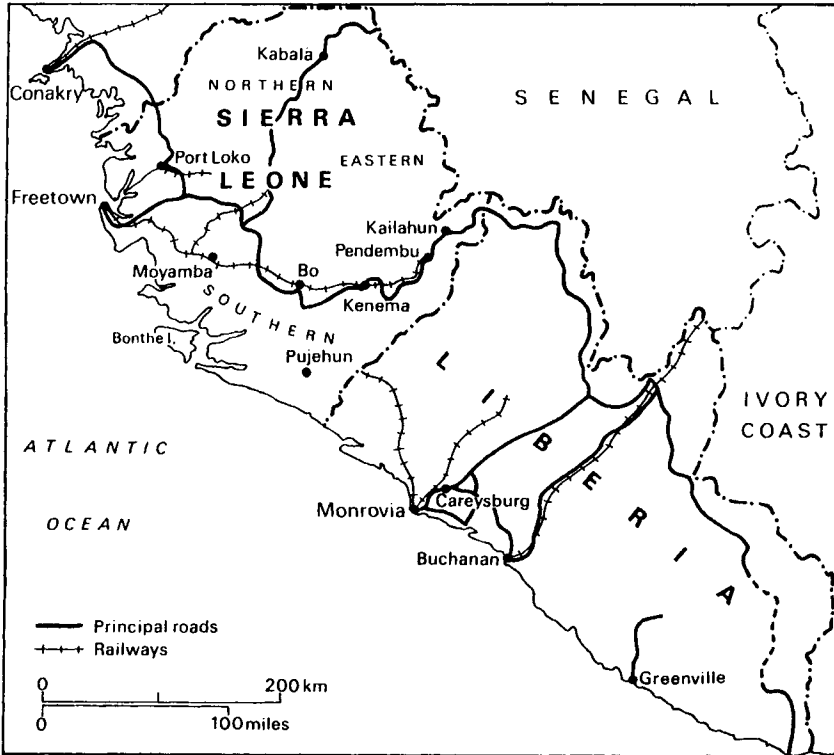 Kabala
Conakry
NORTHERN
SENEGAL
SIERRA
EASTERN
Port Loko
LEONE
Freetown
Kailahun
Pendembu
Moyamba
Bo
Kenema
SOUTHERN
Bonthe I.
Pujehun
LIBERIA
IVORY
COAST
ATLANTIC
OCEAN
Monrovia
Careysburg
Buchanan
Principal roads
Railways
Greenville
0 200 km
0 100 miles